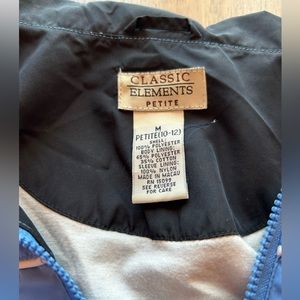 CLASSIC
ELEMENTS
PETITE
M
PETITE(10-12)
SHELL
100% POLYESTER
BODY LINING:
65% POLYESTER
35% COTTON
SLEEVE LINING:
100% NYLON
MADE IN MACAU
RN 15099
SEE REVERSE
FOR CARE